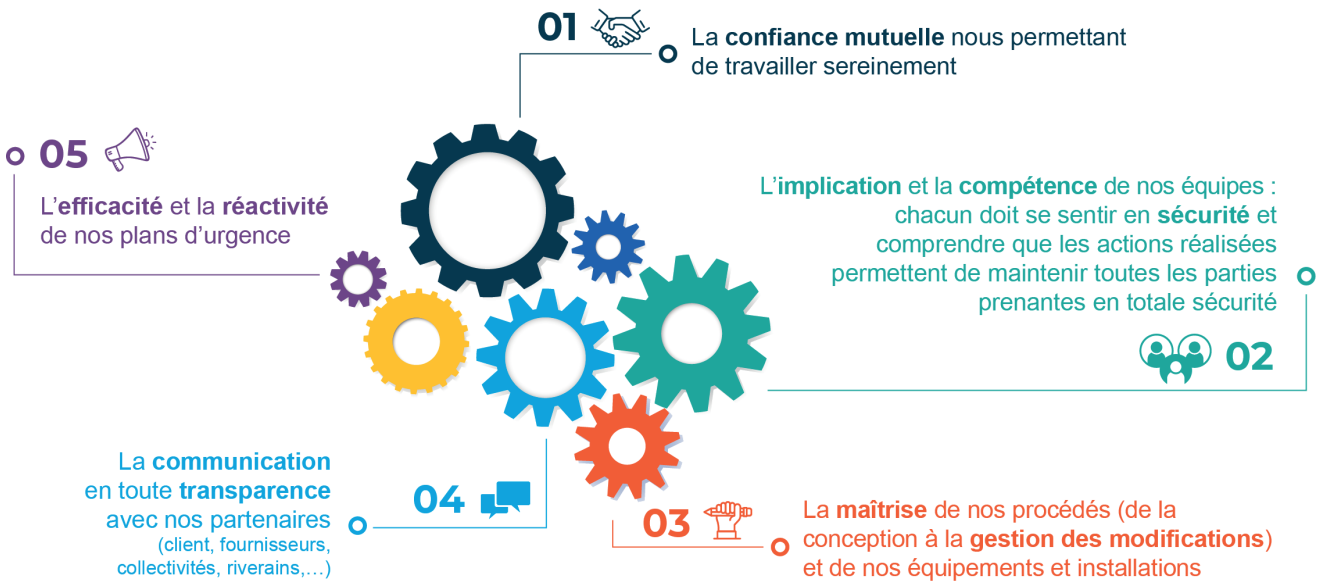 01
La confiance mutuelle nous permettant
de travailler sereinement
05
L'efficacité et la réactivité
de nos plans d'urgence
L'implication et la compétence de nos équipes :
chacun doit se sentir en sécurité et
comprendre que les actions réalisées
permettent de maintenir toutes les parties
prenantes en totale sécurité
02
La communication
en toute transparence
avec nos partenaires
(client, fournisseurs,
collectivités, riverains,…)
04
03
La maîtrise de nos procédés (de la
conception à la gestion des modifications)
et de nos équipements et installations